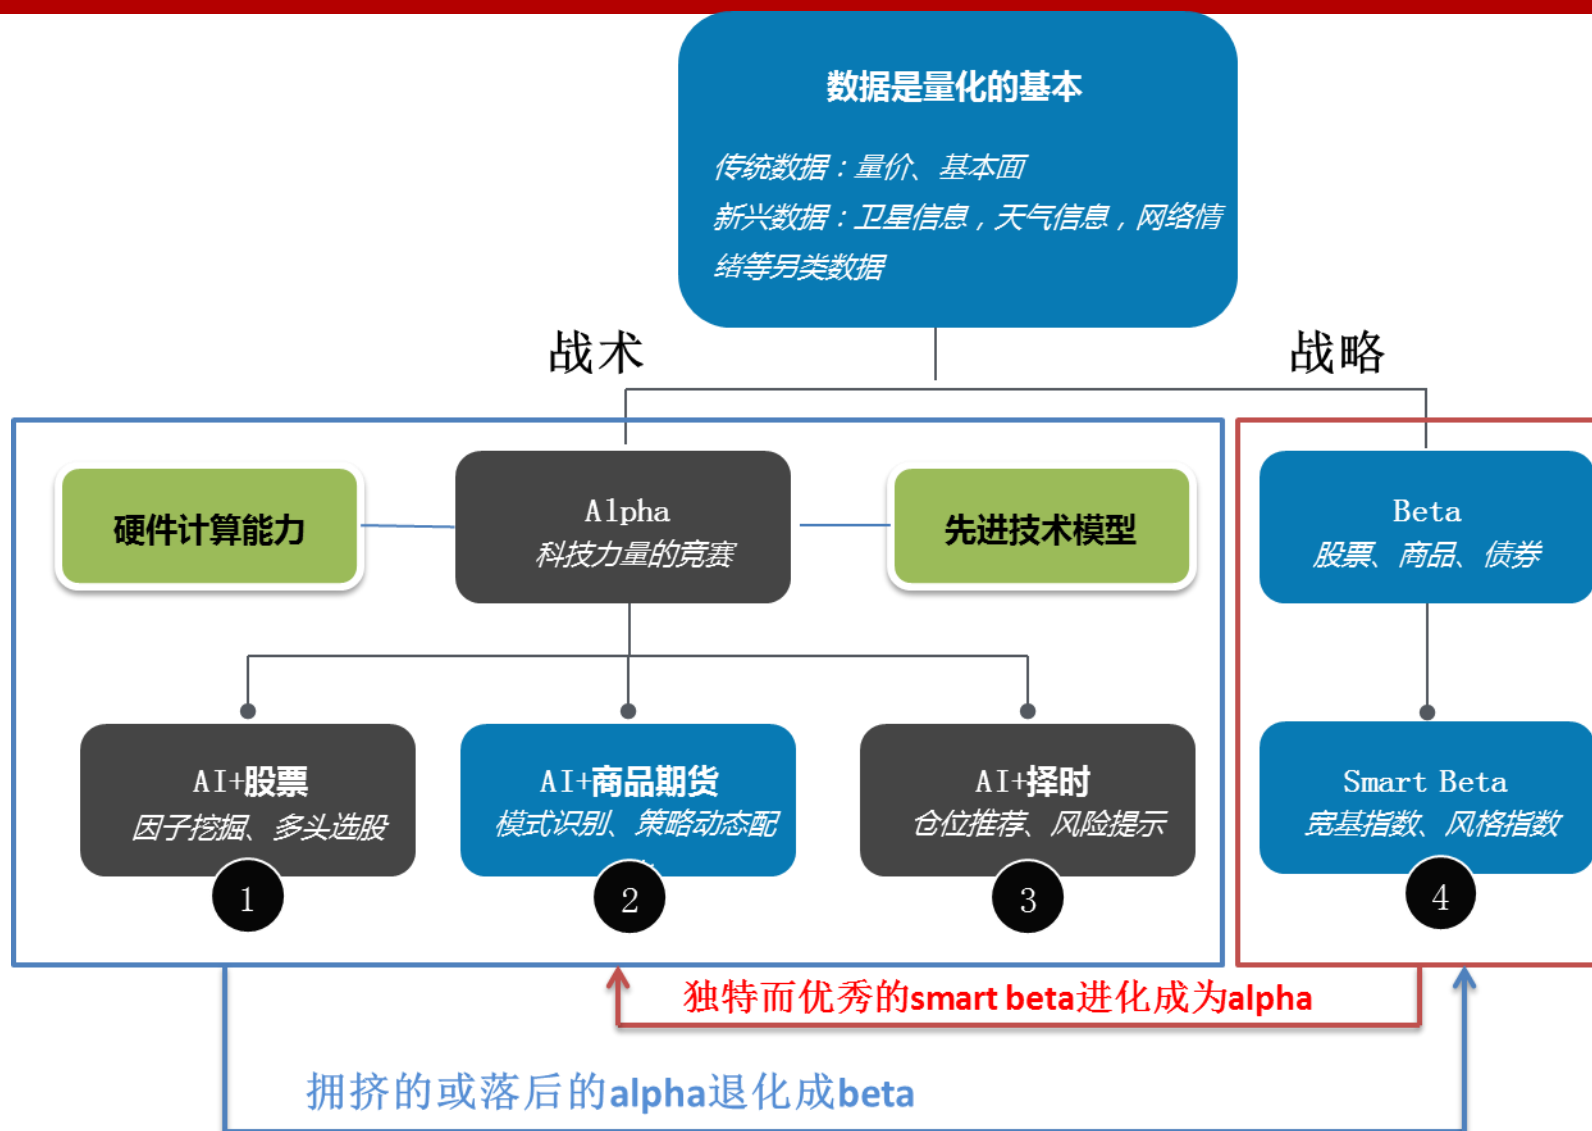 数据是量化的基本
传统数据：量价、基本面
新兴数据：卫星信息，天气信息，网络情
绪等另类数据
战术
战略
硬件计算能力
Alpha
科技力量的竞赛
先进技术模型
Beta
股票、商品、债券
AI+股票
因子挖掘、多头选股
1
AI+商品期货
模式识别、策略动态配
2
AI+择时
仓位推荐、风险提示
3
Smart Beta
宽基指数、风格指数
4
独特而优秀的smart beta进化成为alpha
拥挤的或落后的alpha退化成beta